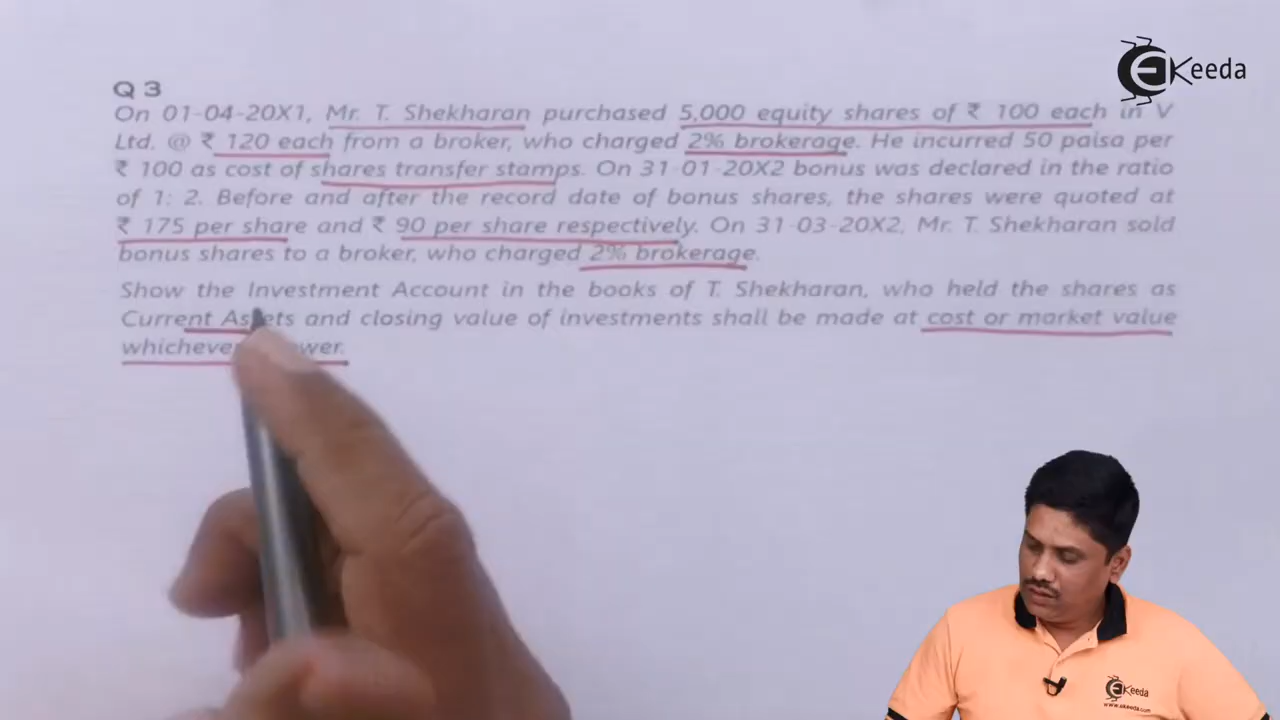 EKeeda
Q 3
On 01-04-20X1, Mr. T. Shekharan purchased 5,000 equity shares of ₹ 100 each in V
Ltd. @ ₹ 120 each from a broker, who charged 2% brokerage. He incurred 50 paisa per
₹ 100 as cost of shares transfer stamps. On 31-01-20X2 bonus was declared in the ratio
of 1: 2. Before and after the record date of bonus shares, the shares were quoted at
₹ 175 per share and ₹ 90 per share respectively. On 31-03-20X2, Mr. T. Shekharan sold
bonus shares to a broker, who charged 2% brokerage.
Show the Investment Account in the books of T. Shekharan, who held the shares as
Current Assets and closing value of investments shall be made at cost or market value
EKeeda
www.ekeeda.com